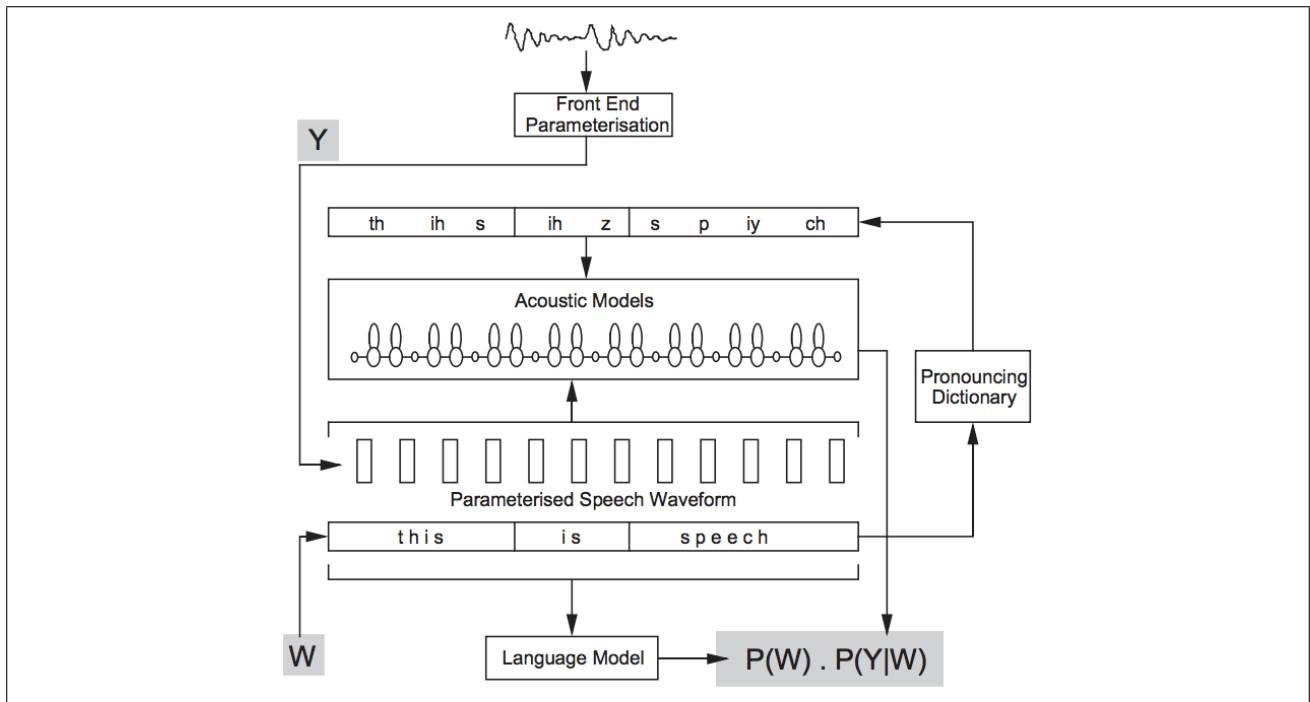 Front End
Parameterisation
Y
th ih s ih z s p iy ch
Acoustic Models
Pronouncing
Dictionary
Parameterised Speech Waveform
this is speech
W
Language Model
P(W) . P(Y|W)